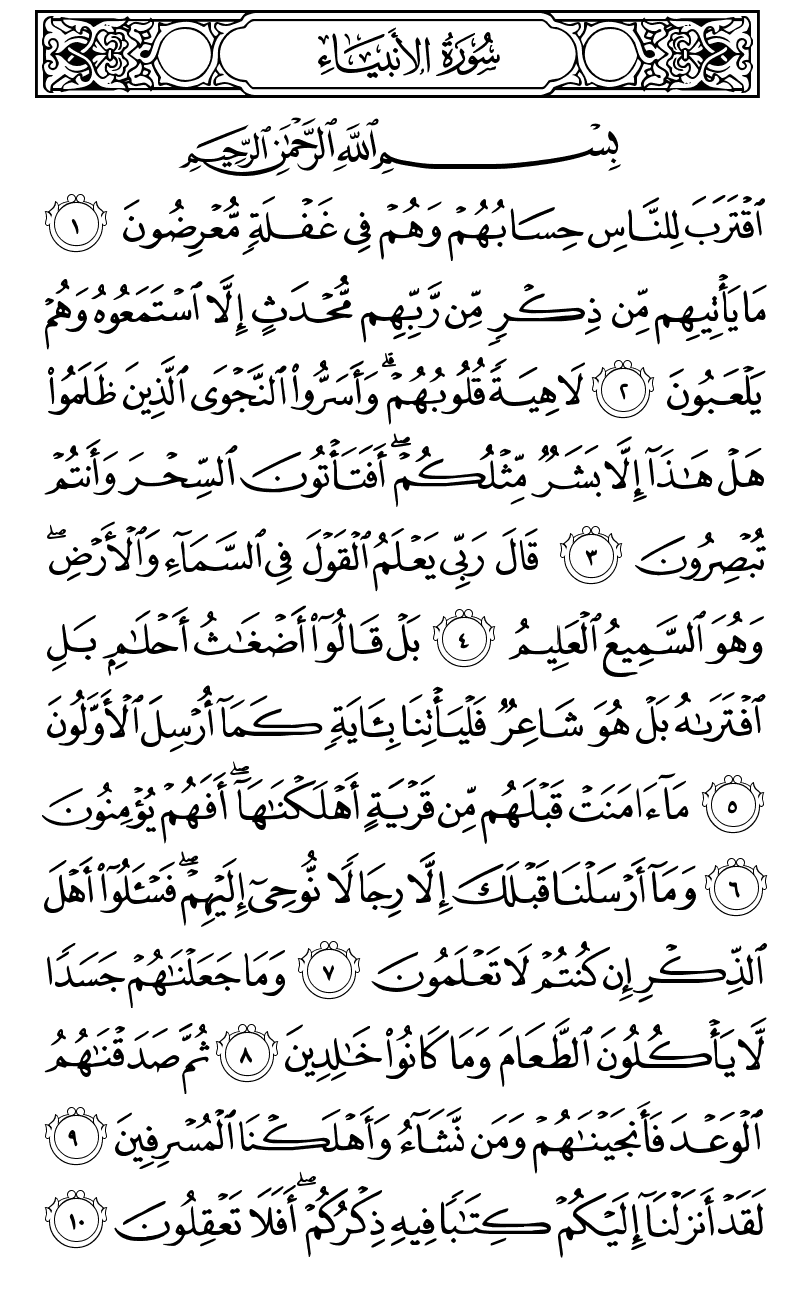 سُورَةُ الأَنبِيَاءِ
بِسْمِ ٱللَّهِ ٱلرَّحْمَٰنِ ٱلرَّحِيمِ
ٱقْتَرَبَ لِلنَّاسِ حِسَابُهُمْ وَهُمْ فِى غَفْلَةٍ مُّعْرِضُونَ ١
مَا يَأْتِيهِم مِّن ذِكْرٍ مِّن رَّبِّهِم مُّحْدَثٍ إِلَّا ٱسْتَمَعُوهُ وَهُمْ
يَلْعَبُونَ ٢ لَاهِيَةً قُلُوبُهُمْ ۗ وَأَسَرُّوا۟ ٱلنَّجْوَى ٱلَّذِينَ ظَلَمُوا۟
هَلْ هَٰذَآ إِلَّا بَشَرٌ مِّثْلُكُمْ ۖ أَفَتَأْتُونَ ٱلسِّحْرَ وَأَنتُمْ
تُبْصِرُونَ ٣ قَالَ رَبِّى يَعْلَمُ ٱلْقَوْلَ فِى ٱلسَّمَآءِ وَٱلْأَرْضِ ۖ
وَهُوَ ٱلسَّمِيعُ ٱلْعَلِيمُ ٤ بَلْ قَالُوٓا۟ أَضْغَٰثُ أَحْلَٰمٍۭ بَلِ
ٱفْتَرَىٰهُ بَلْ هُوَ شَاعِرٌ فَلْيَأْتِنَا بِـَٔايَةٍ كَمَآ أُرْسِلَ ٱلْأَوَّلُونَ
٥ مَآ ءَامَنَتْ قَبْلَهُم مِّن قَرْيَةٍ أَهْلَكْنَٰهَآ ۖ أَفَهُمْ يُؤْمِنُونَ
٦ وَمَآ أَرْسَلْنَا قَبْلَكَ إِلَّا رِجَالًا نُّوحِىٓ إِلَيْهِمْ ۖ فَسْـَٔلُوٓا۟ أَهْلَ
ٱلذِّكْرِ إِن كُنتُمْ لَا تَعْلَمُونَ ٧ وَمَا جَعَلْنَٰهُمْ جَسَدًا
لَّا يَأْكُلُونَ ٱلطَّعَامَ وَمَا كَانُوا۟ خَٰلِدِينَ ٨ ثُمَّ صَدَقْنَٰهُمُ
ٱلْوَعْدَ فَأَنجَيْنَٰهُمْ وَمَن نَّشَآءُ وَأَهْلَكْنَا ٱلْمُسْرِفِينَ ٩
لَقَدْ أَنزَلْنَآ إِلَيْكُمْ كِتَٰبًا فِيهِ ذِكْرُكُمْ ۖ أَفَلَا تَعْقِلُونَ ١٠